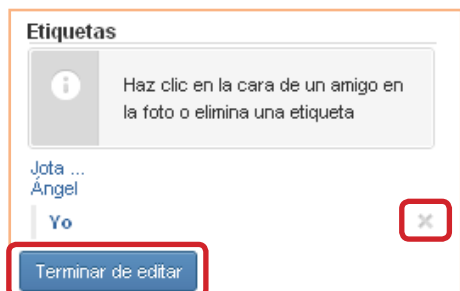 Etiquetas
Haz clic en la cara de un amigo en
la foto o elimina una etiqueta
Jota ...
Ángel
Yo
Terminar de editar